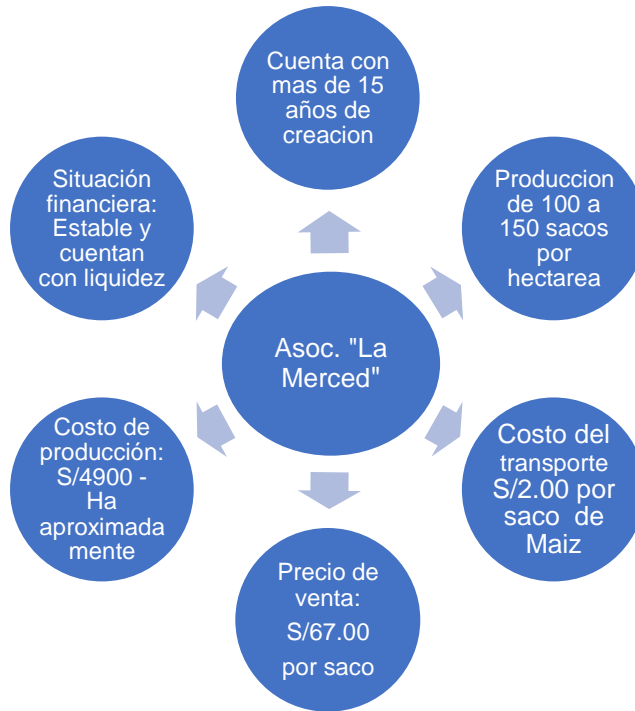 Cuenta con
mas de 15
años de
creacion
Situación
financiera:
Estable y
cuentan
con liquidez
Produccion
de 100 a
150 sacos
por
hectarea
Asoc. "La
Merced"
Costo de
producción:
S/4900 -
Ha
aproximada
mente
Costo del
transporte
S/2.00 por
saco de
Maiz
Precio de
venta:
S/67.00
por saco